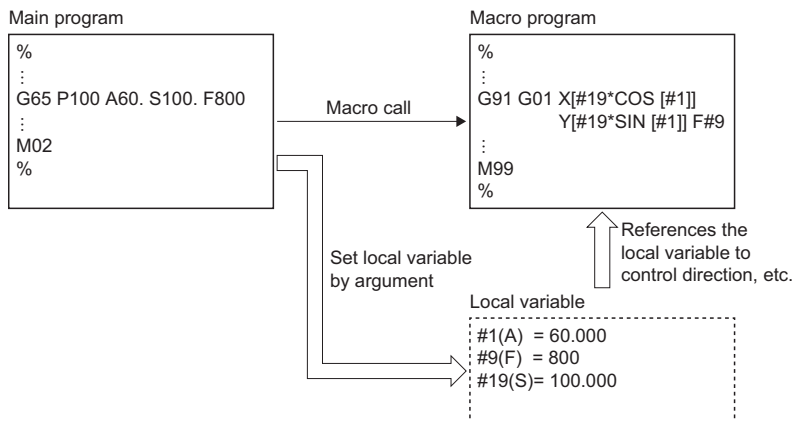 Main program
%
⋮
G65 P100 A60. S100. F800
⋮
M02
%
Macro call
Macro program
%
⋮
G91 G01 X[#19*COS [#1]]
Y[#19*SIN [#1]] F#9
⋮
M99
%
Set local variable
by argument
References the
local variable to
control direction, etc.
Local variable
#1(A) = 60.000
#9(F) = 800
#19(S)= 100.000